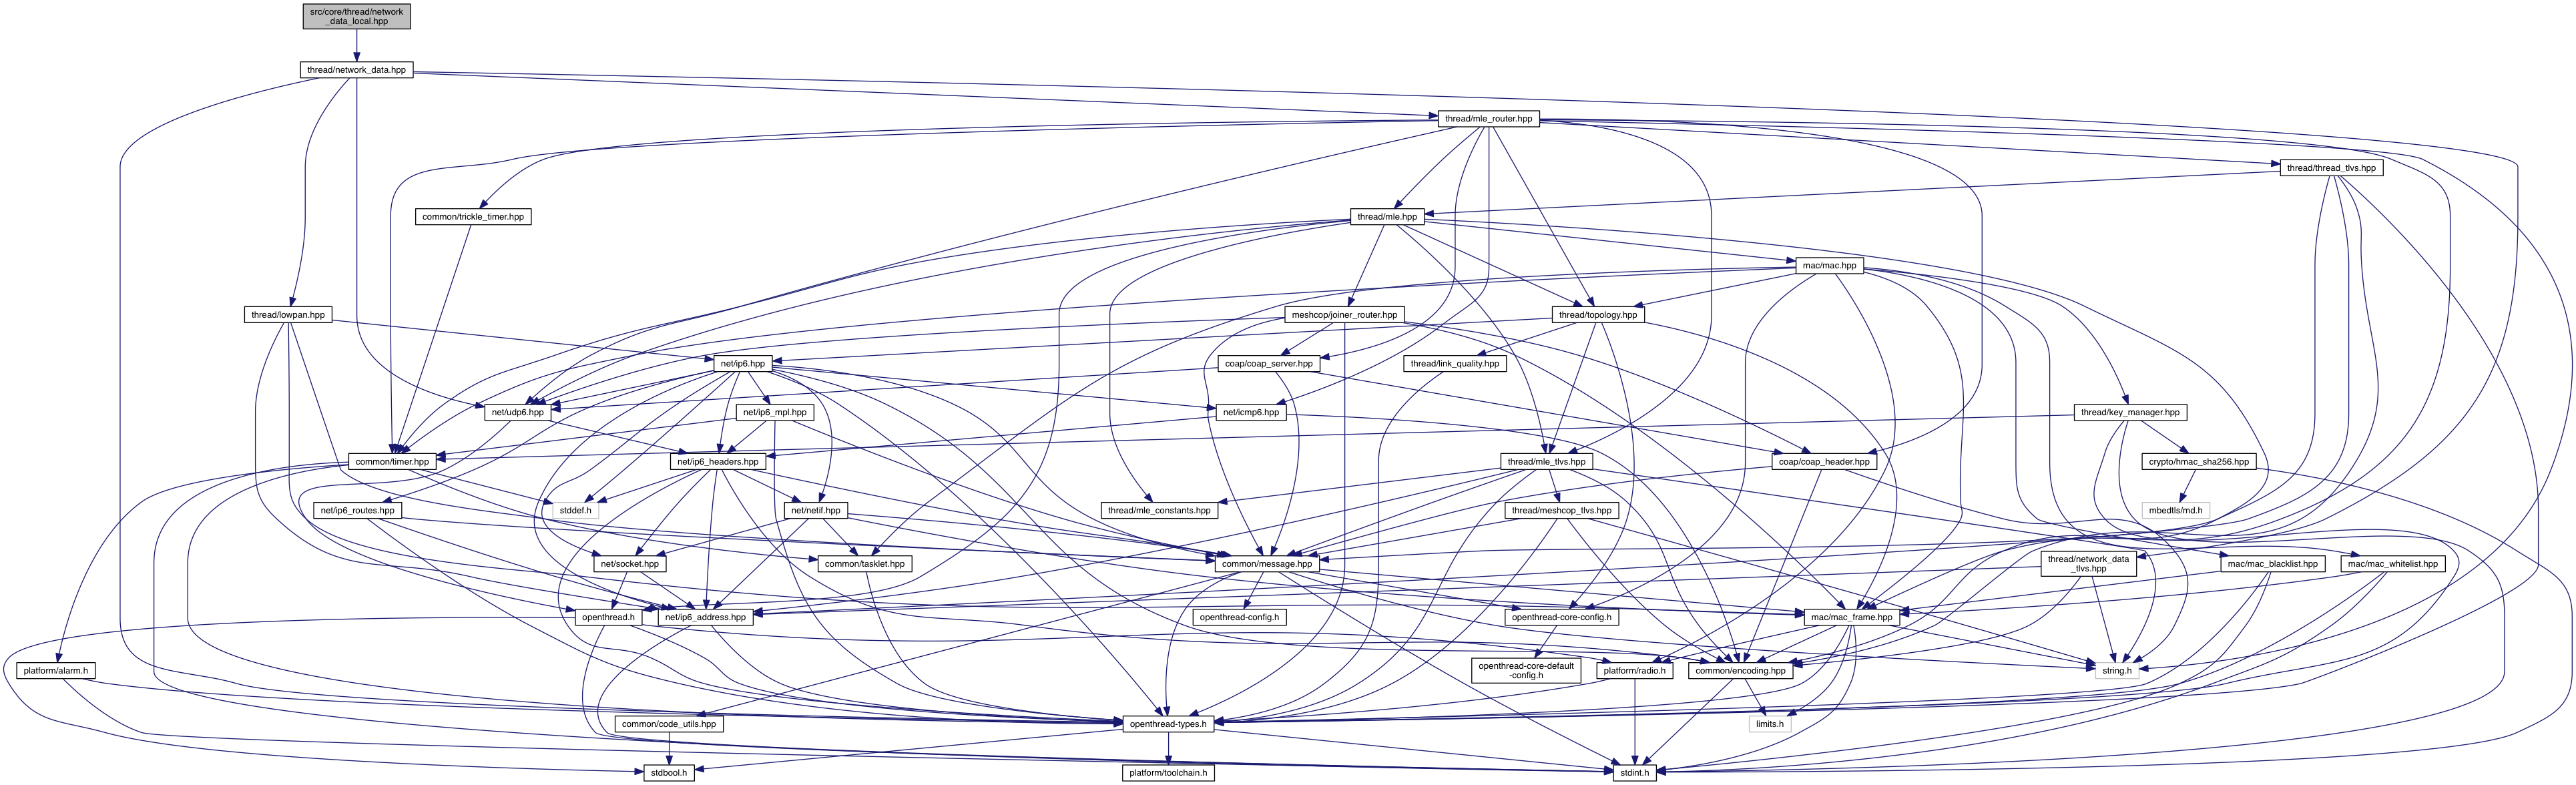 src/core/thread/network
_data_local.hpp
thread/network_data.hpp
thread/mle_router.hpp
thread/thread_tlvs.hpp
common/trickle_timer.hpp
thread/mle.hpp
mac/mac.hpp
thread/lowpan.hpp
meshcop/joiner_router.hpp
thread/topology.hpp
net/ip6.hpp
coap/coap_server.hpp
thread/link_quality.hpp
net/udp6.hpp
net/ip6_mpl.hpp
net/icmp6.hpp
thread/key_manager.hpp
common/timer.hpp
net/ip6_headers.hpp
thread/mle_tlvs.hpp
coap/coap_header.hpp
crypto/hmac_sha256.hpp
net/ip6_routes.hpp
stddef.h
net/netif.hpp
thread/mle_constants.hpp
thread/meshcop_tlvs.hpp
mbedtls/md.h
net/socket.hpp
common/tasklet.hpp
common/message.hpp
thread/network_data
_tlvs.hpp
mac/mac_blacklist.hpp
mac/mac_whitelist.hpp
openthread.h
net/ip6_address.hpp
openthread-config.h
openthread-core-config.h
mac/mac_frame.hpp
platform/alarm.h
openthread-core-default
-config.h
platform/radio.h
common/encoding.hpp
string.h
common/code_utils.hpp
openthread-types.h
limits.h
stdbool.h
platform/toolchain.h
stdint.h